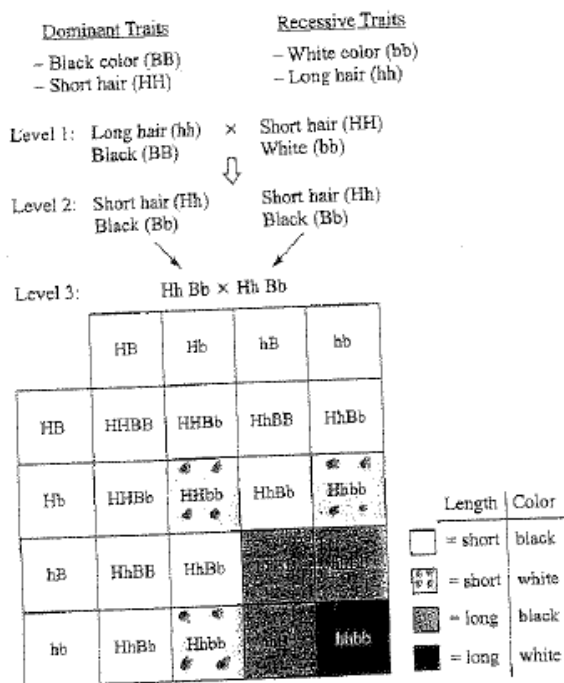 Dominant Traits Recessive Traits
– Black color (BB) – White color (bb)
– Short hair (HH) – Long hair (hh)
Level 1: Long hair (hh) × Short hair (HH)
Black (BB) White (bb)
Level 2: Short hair (Hh) Short hair (Hh)
Black (Bb) Black (Bb)
Level 3: Hh Bb × Hh Bb
HB Hb hB hb
HB HHBB HHBb HhBB HhBb
Hb HHBb HHbb HhBb Hhbb
hB HhBB HhBb
hb HhBb Hhbb hhbb
Length Color
= short black
= short white
= long black
= long white